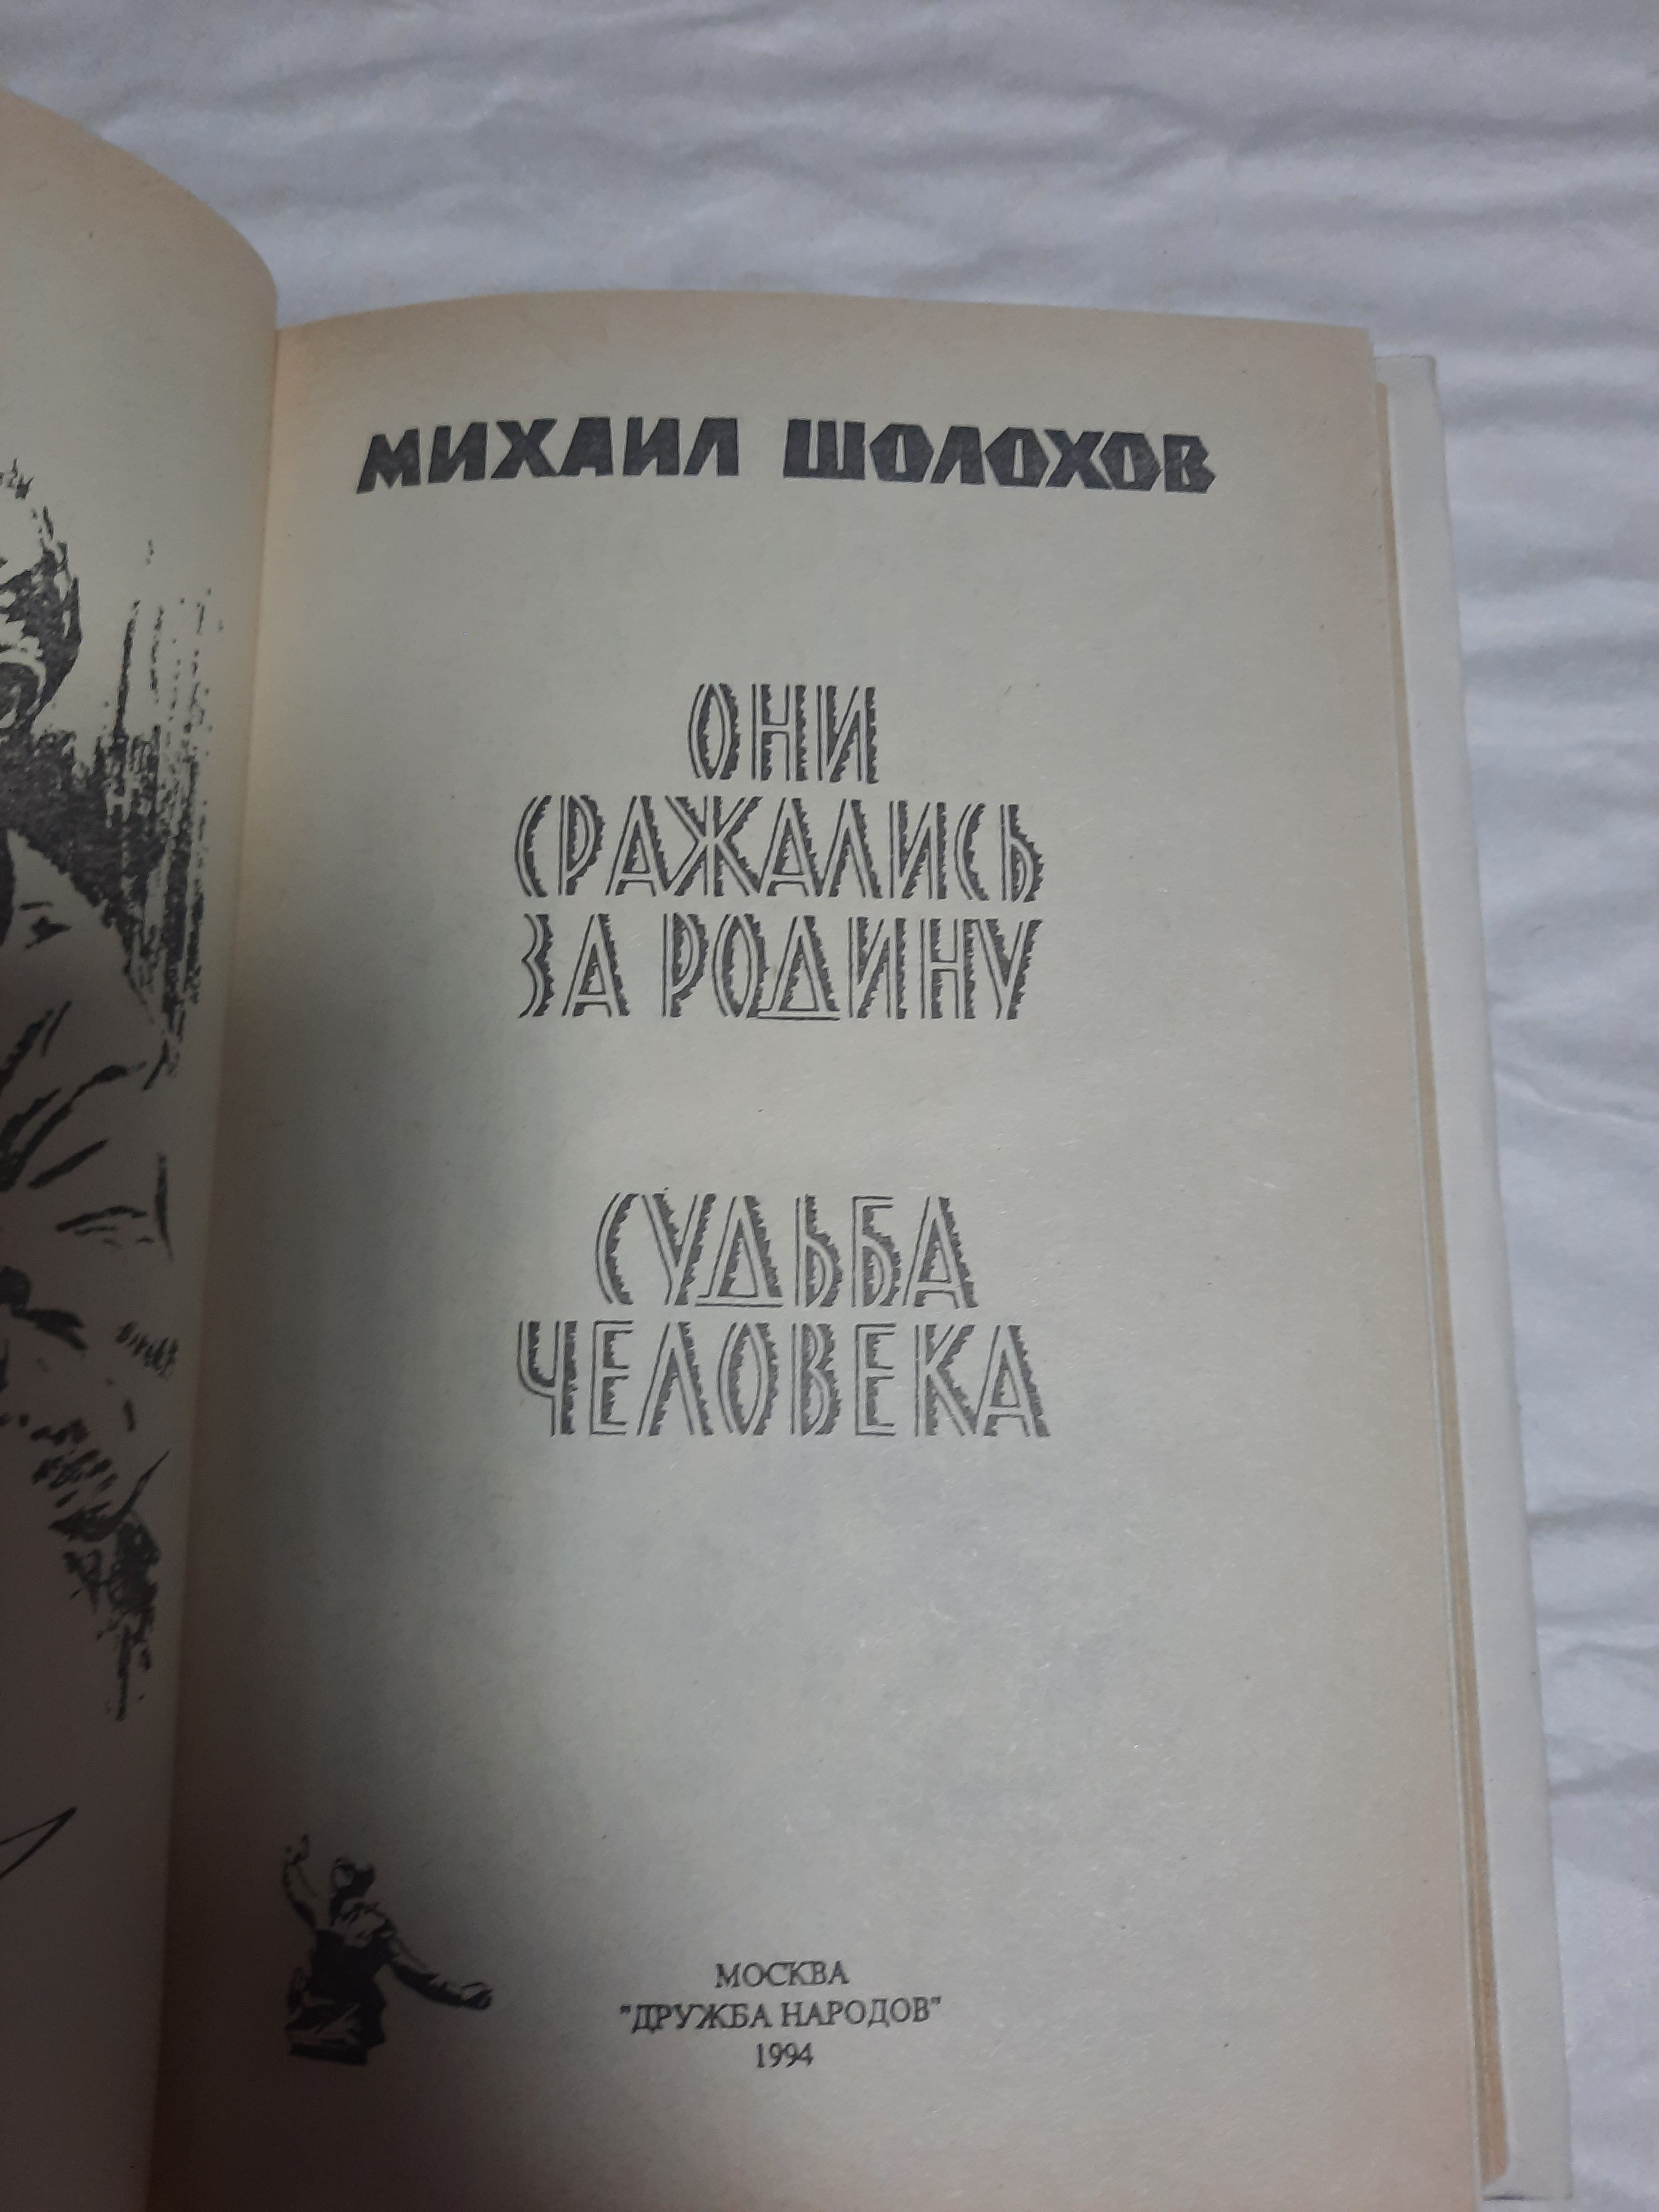 МИХАИЛ ШОЛОХОВ
ОНИ
СРАЖАЛИСЬ
ЗА РОДИНУ
СУДЬБА
ЧЕЛОВЕКА
МОСКВА
"ДРУЖБА НАРОДОВ"
1994